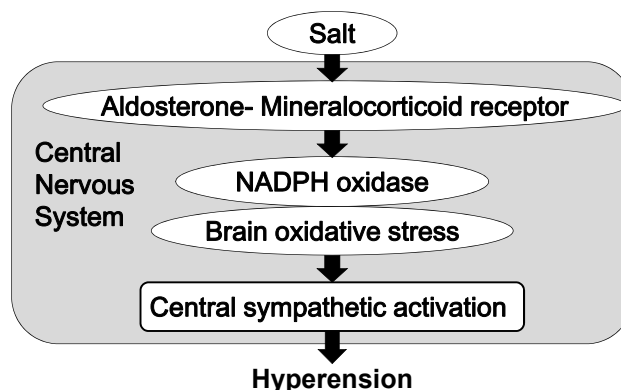 Salt
Aldosterone- Mineralocorticoid receptor
Central
Nervous
System
NADPH oxidase
Brain oxidative stress
Central sympathetic activation
Hyperension